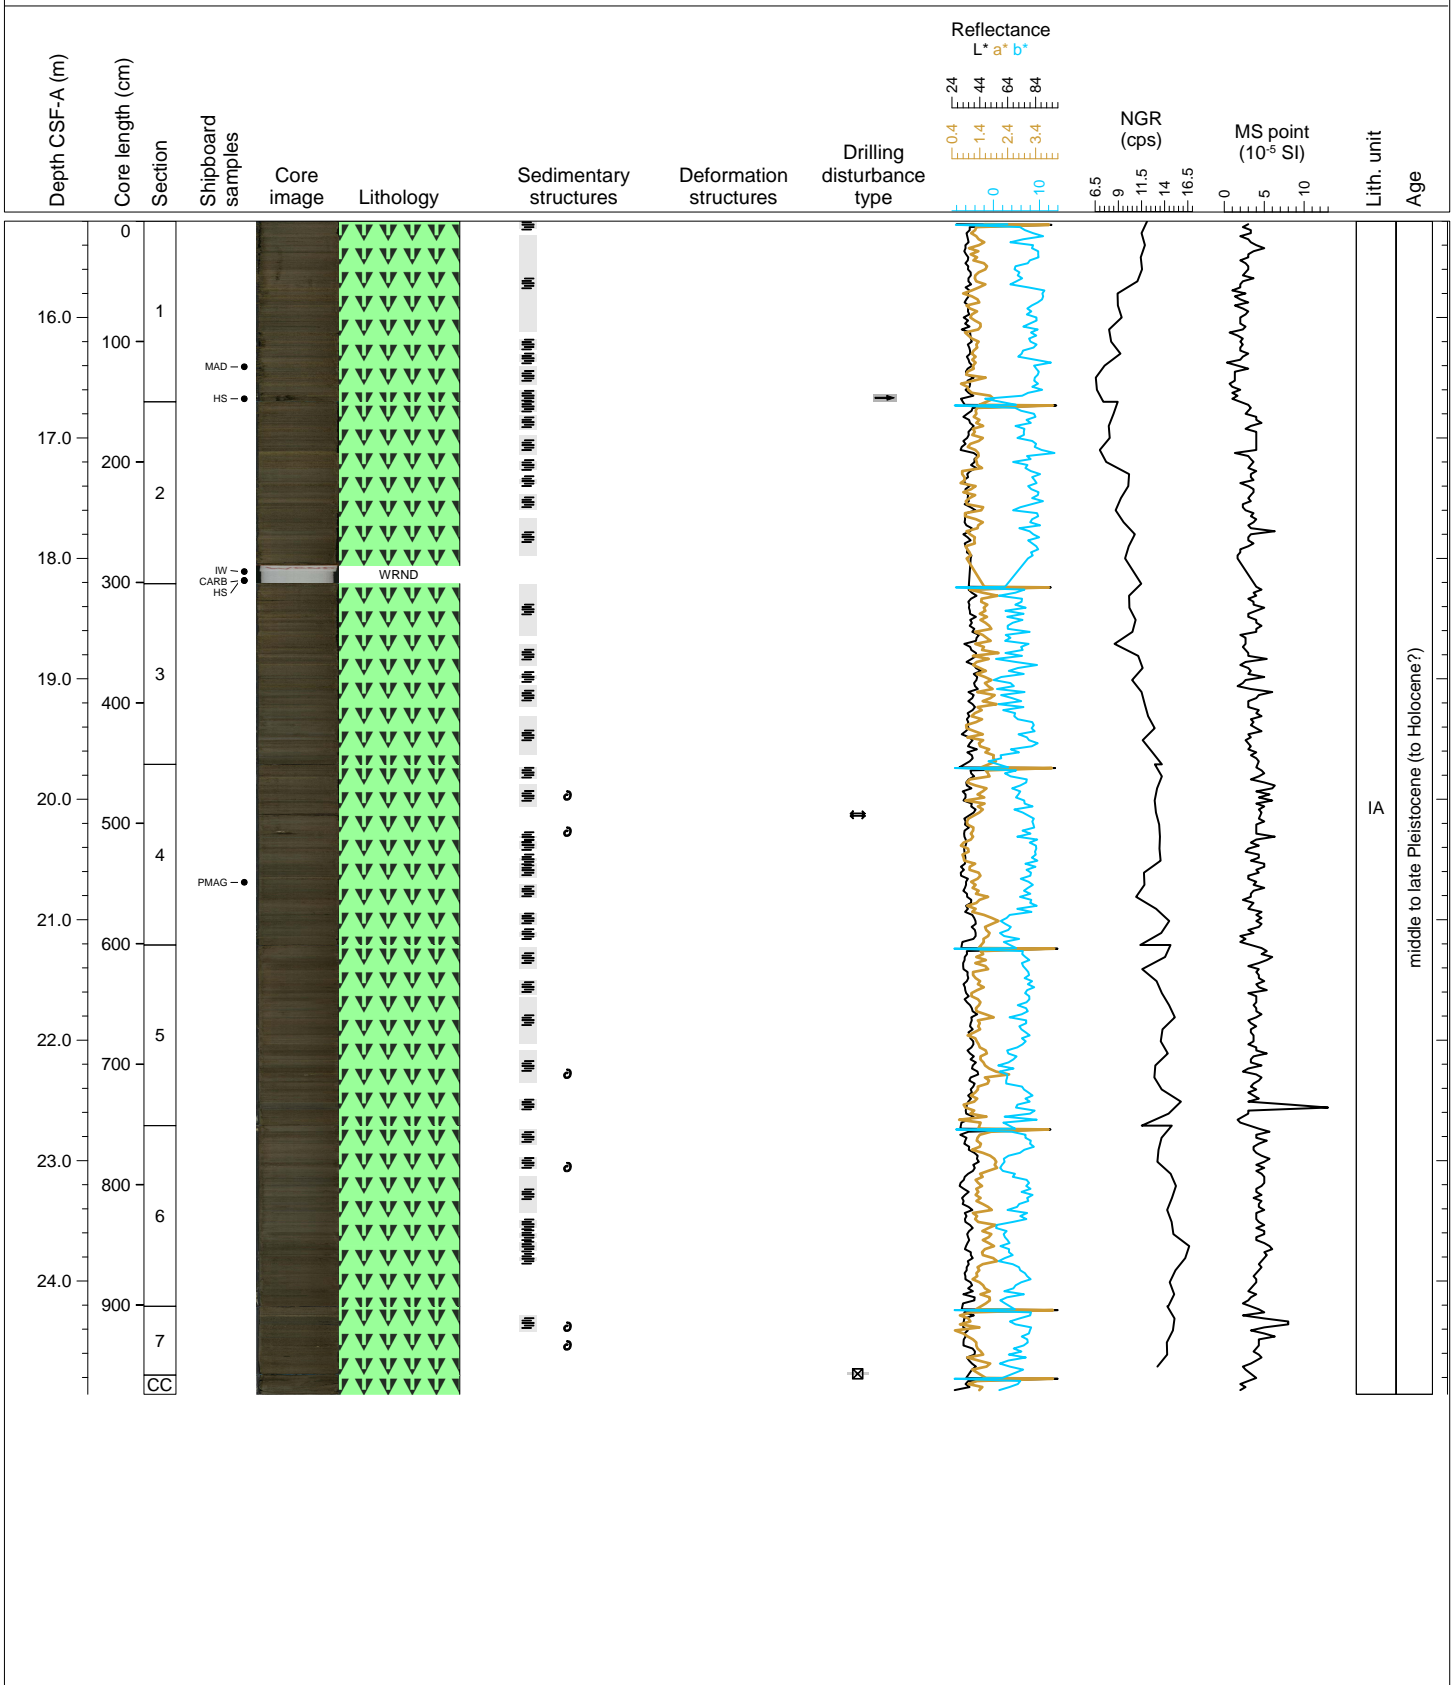 Reflectance
L* a* b*
24 44 64 84
0.4 1.4 2.4 3.4
0 10
Depth CSF-A (m)
Core length (cm)
Section
Shipboard
samples
Core
image
Lithology
Sedimentary
structures
Deformation
structures
Drilling
disturbance
type
NGR
(cps)
6.5 9 11.5 14 16.5
MS point
(10-5 SI)
0 5 10
Lith. unit
Age
0
1
16.0
100
MAD
HS
17.0
200
2
18.0
IW
CARB
HS
300
WRND
3
19.0
400
20.0
500
4
PMAG
21.0
600
5
22.0
700
23.0
800
6
24.0
900
7
CC
IA
middle to late Pleistocene (to Holocene?)